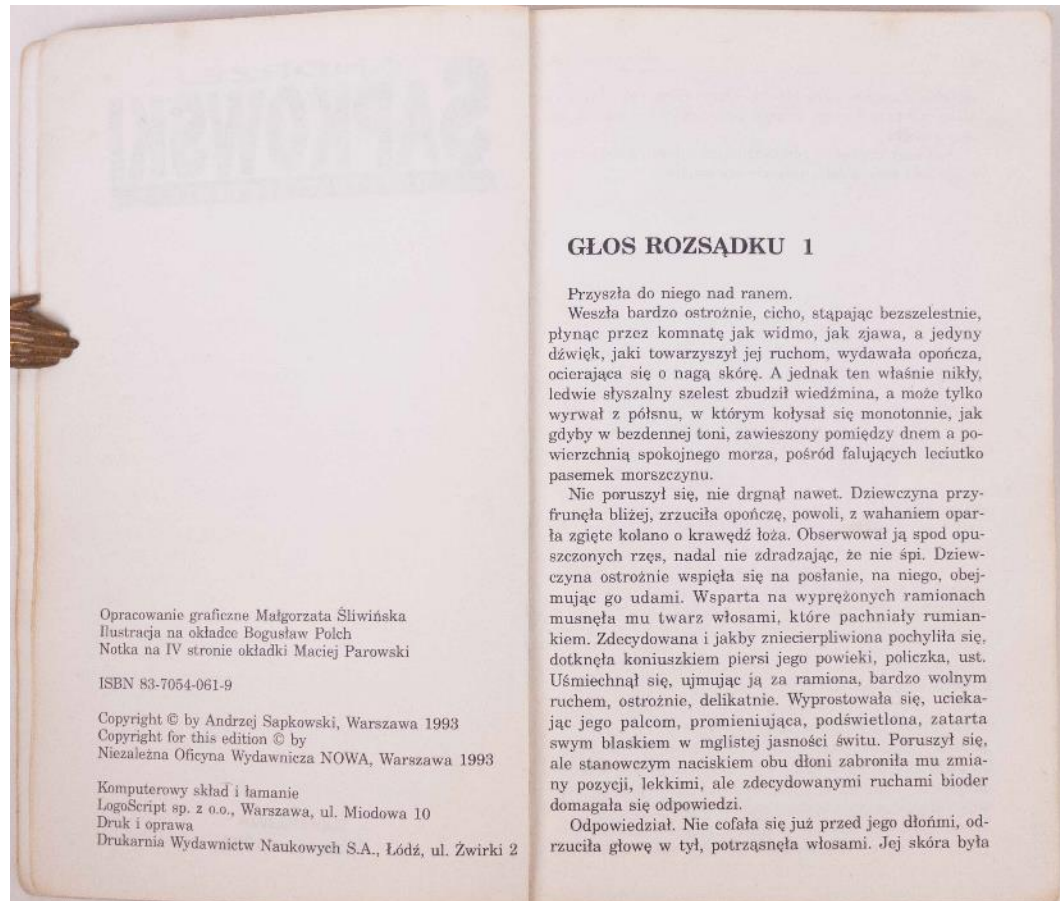 Opracowanie graficzne Małgorzata Śliwińska
Ilustracja na okładce Bogusław Polch
Notka na IV stronie okładki Maciej Parowski
ISBN 83-7054-061-9
Copyright © by Andrzej Sapkowski, Warszawa 1993
Copyright for this edition © by
Niezależna Oficyna Wydawnicza NOWA, Warszawa 1993
Komputerowy skład i łamanie
LogoScript sp. z o.o., Warszawa, ul. Miodowa 10
Druk i oprawa
Drukarnia Wydawnictw Naukowych S.A., Łódź, ul. Żwirki 2
GŁOS ROZSĄDKU 1
Przyszła do niego nad ranem.
Weszła bardzo ostrożnie, cicho, stąpając bezszelestnie,
płynąc przez komnatę jak widmo, jak zjawa, a jedyny
dźwięk, jaki towarzyszył jej ruchom, wydawała opończa,
ocierająca się o nagą skórę. A jednak ten właśnie nikły,
ledwie słyszalny szelest zbudził wiedźmina, a może tylko
wyrwał z półsnu, w którym kołysał się monotonnie, jak
gdyby w bezdennej toni, zawieszony pomiędzy dnem a po-
wierzchnią spokojnego morza, pośród falujących leciutko
pasemek morszczynu.
Nie poruszył się, nie drgnął nawet. Dziewczyna przy-
frunęła bliżej, zrzuciła opończę, powoli, z wahaniem opar-
ła zgięte kolano o krawędź łoża. Obserwował ją spod opu-
szczonych rzęs, nadal nie zdradzając, że nie śpi. Dziew-
czyna ostrożnie wspięła się na posłanie, na niego, obej-
mując go udami. Wsparta na wyprężonych ramionach
musnęła mu twarz włosami, które pachniały rumian-
kiem. Zdecydowana i jakby zniecierpliwiona pochyliła się,
dotknęła koniuszkiem piersi jego powieki, policzka, ust.
Uśmiechnął się, ujmując ją za ramiona, bardzo wolnym
ruchem, ostrożnie, delikatnie. Wyprostowała się, ucieka-
jąc jego palcom, promieniująca, podświetlona, zatarta
swym blaskiem w mglistej jasności świtu. Poruszył się,
ale stanowczym naciskiem obu dłoni zabroniła mu zmia-
ny pozycji, lekkimi, ale zdecydowanymi ruchami bioder
domagała się odpowiedzi.
Odpowiedział. Nie cofała się już przed jego dłońmi, od-
rzuciła głowę w tył, potrząsnęła włosami. Jej skóra była